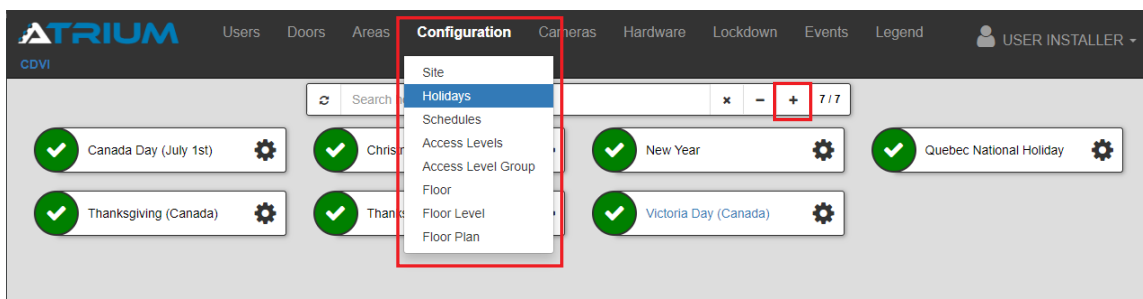 ATRIUM
Users Doors Areas Configuration Cameras Hardware Lockdown Events Legend USER INSTALLER
CDVI
Site
Holidays
Schedules
Access Levels
Access Level Group
Floor
Floor Level
Floor Plan
Search 7 / 7
Canada Day (July 1st) New Year Quebec National Holiday
Thanksgiving (Canada) Victoria Day (Canada)